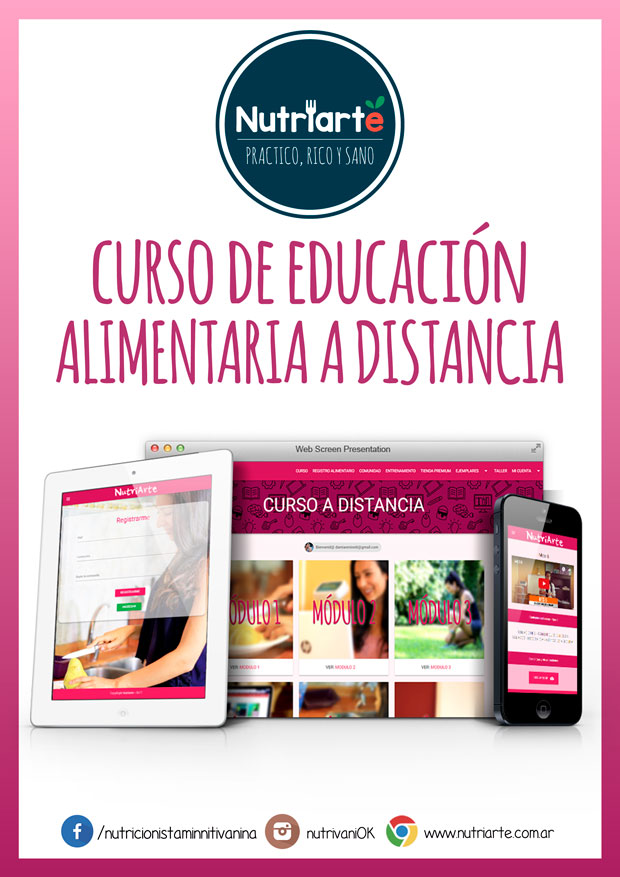 Nutriarte
PRACTICO, RICO Y SANO
CURSO DE EDUCACIÓN
ALIMENTARIA A DISTANCIA
Web Screen Presentation
CURSO REGISTRO ALIMENTARIO COMUNIDAD ENTRENAMIENTO TIENDA PREMIUM EJEMPLARES TALLER MI CUENTA
CURSO A DISTANCIA
MÓDULO 1
MÓDULO 2
MÓDULO 3
VER MÓDULO 1
VER MÓDULO 2
VER MÓDULO 3
NutriArte
Registrarme
NutriArte
/nutricionistaminnitivanina
nutrivaniOK
www.nutriarte.com.ar